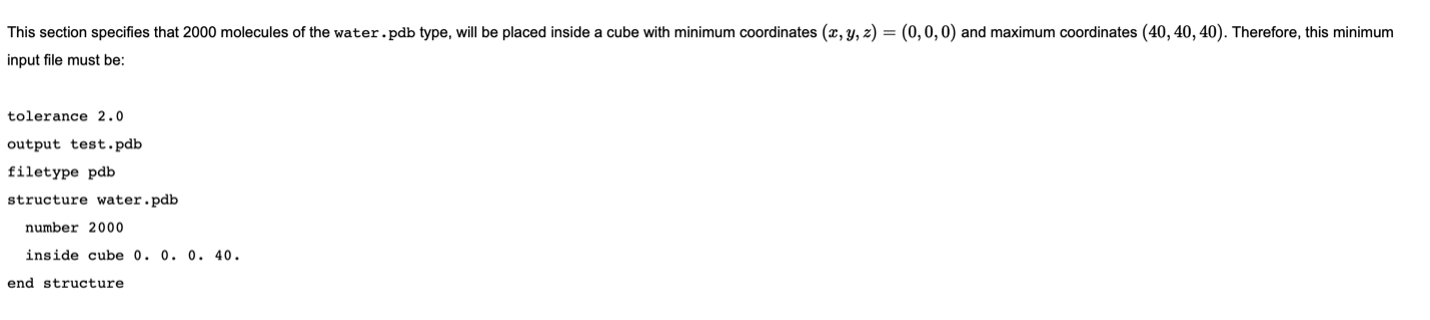 This section specifies that 2000 molecules of the water.pdb type, will be placed inside a cube with minimum coordinates (x, y, z) = (0, 0, 0) and maximum coordinates (40, 40, 40). Therefore, this minimum
input file must be:
tolerance 2.0
output test.pdb
filetype pdb
structure water.pdb
  number 2000
  inside cube 0. 0. 0. 40.
end structure